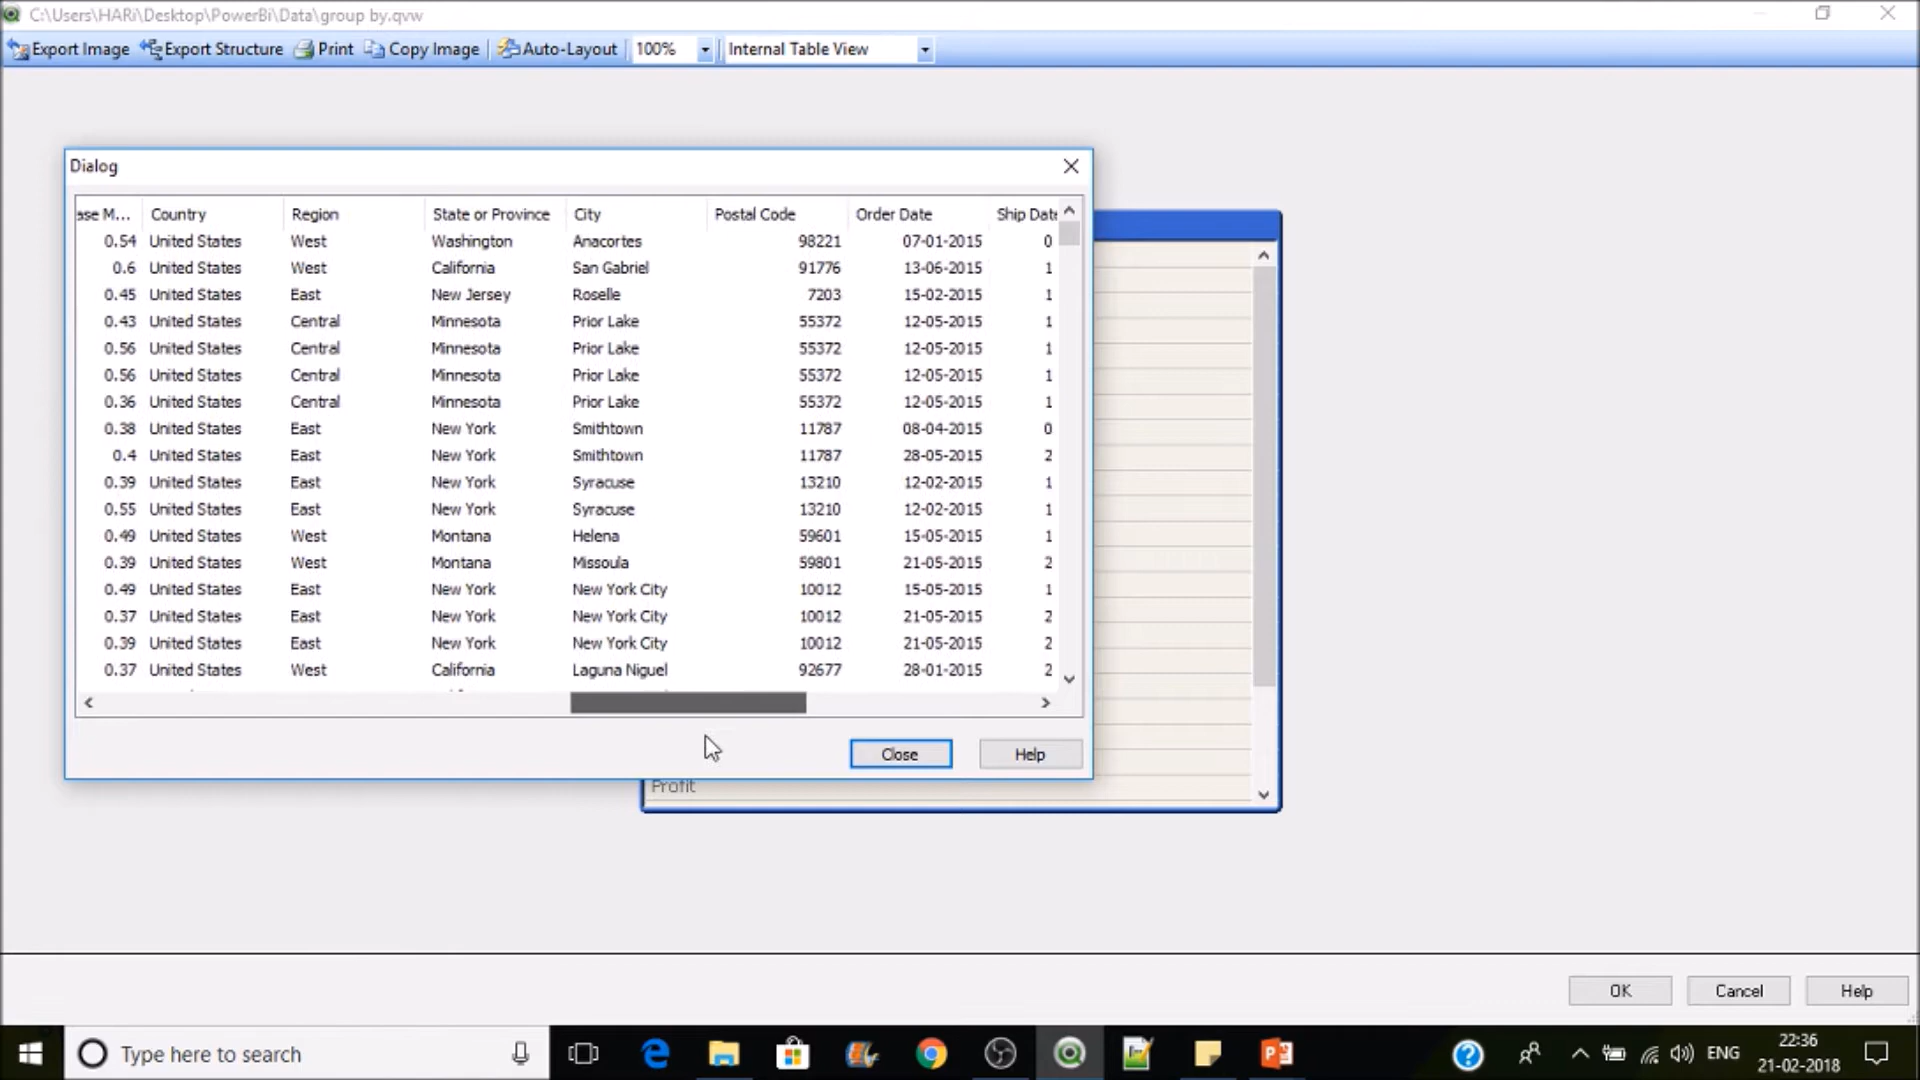 C:\Users\HARi\Desktop\PowerBi\Data\group by.qvw
Export Image Export Structure Print Copy Image Auto-Layout 100% Internal Table View
Dialog
ase M... Country Region State or Province City Postal Code Order Date Ship Date
0.54 United States West Washington Anacortes 98221 07-01-2015 0
0.6 United States West California San Gabriel 91776 13-06-2015 1
0.45 United States East New Jersey Roselle 7203 15-02-2015 1
0.43 United States Central Minnesota Prior Lake 55372 12-05-2015 1
0.56 United States Central Minnesota Prior Lake 55372 12-05-2015 1
0.56 United States Central Minnesota Prior Lake 55372 12-05-2015 1
0.36 United States Central Minnesota Prior Lake 55372 12-05-2015 1
0.38 United States East New York Smithtown 11787 08-04-2015 0
0.4 United States East New York Smithtown 11787 28-05-2015 2
0.39 United States East New York Syracuse 13210 12-02-2015 1
0.55 United States East New York Syracuse 13210 12-02-2015 1
0.49 United States West Montana Helena 59601 15-05-2015 1
0.39 United States West Montana Missoula 59801 21-05-2015 2
0.49 United States East New York New York City 10012 15-05-2015 1
0.37 United States East New York New York City 10012 21-05-2015 2
0.39 United States East New York New York City 10012 21-05-2015 2
0.37 United States West California Laguna Niguel 92677 28-01-2015 2
Close Help
Profit
OK Cancel Help
Type here to search
ENG
22:36
21-02-2018